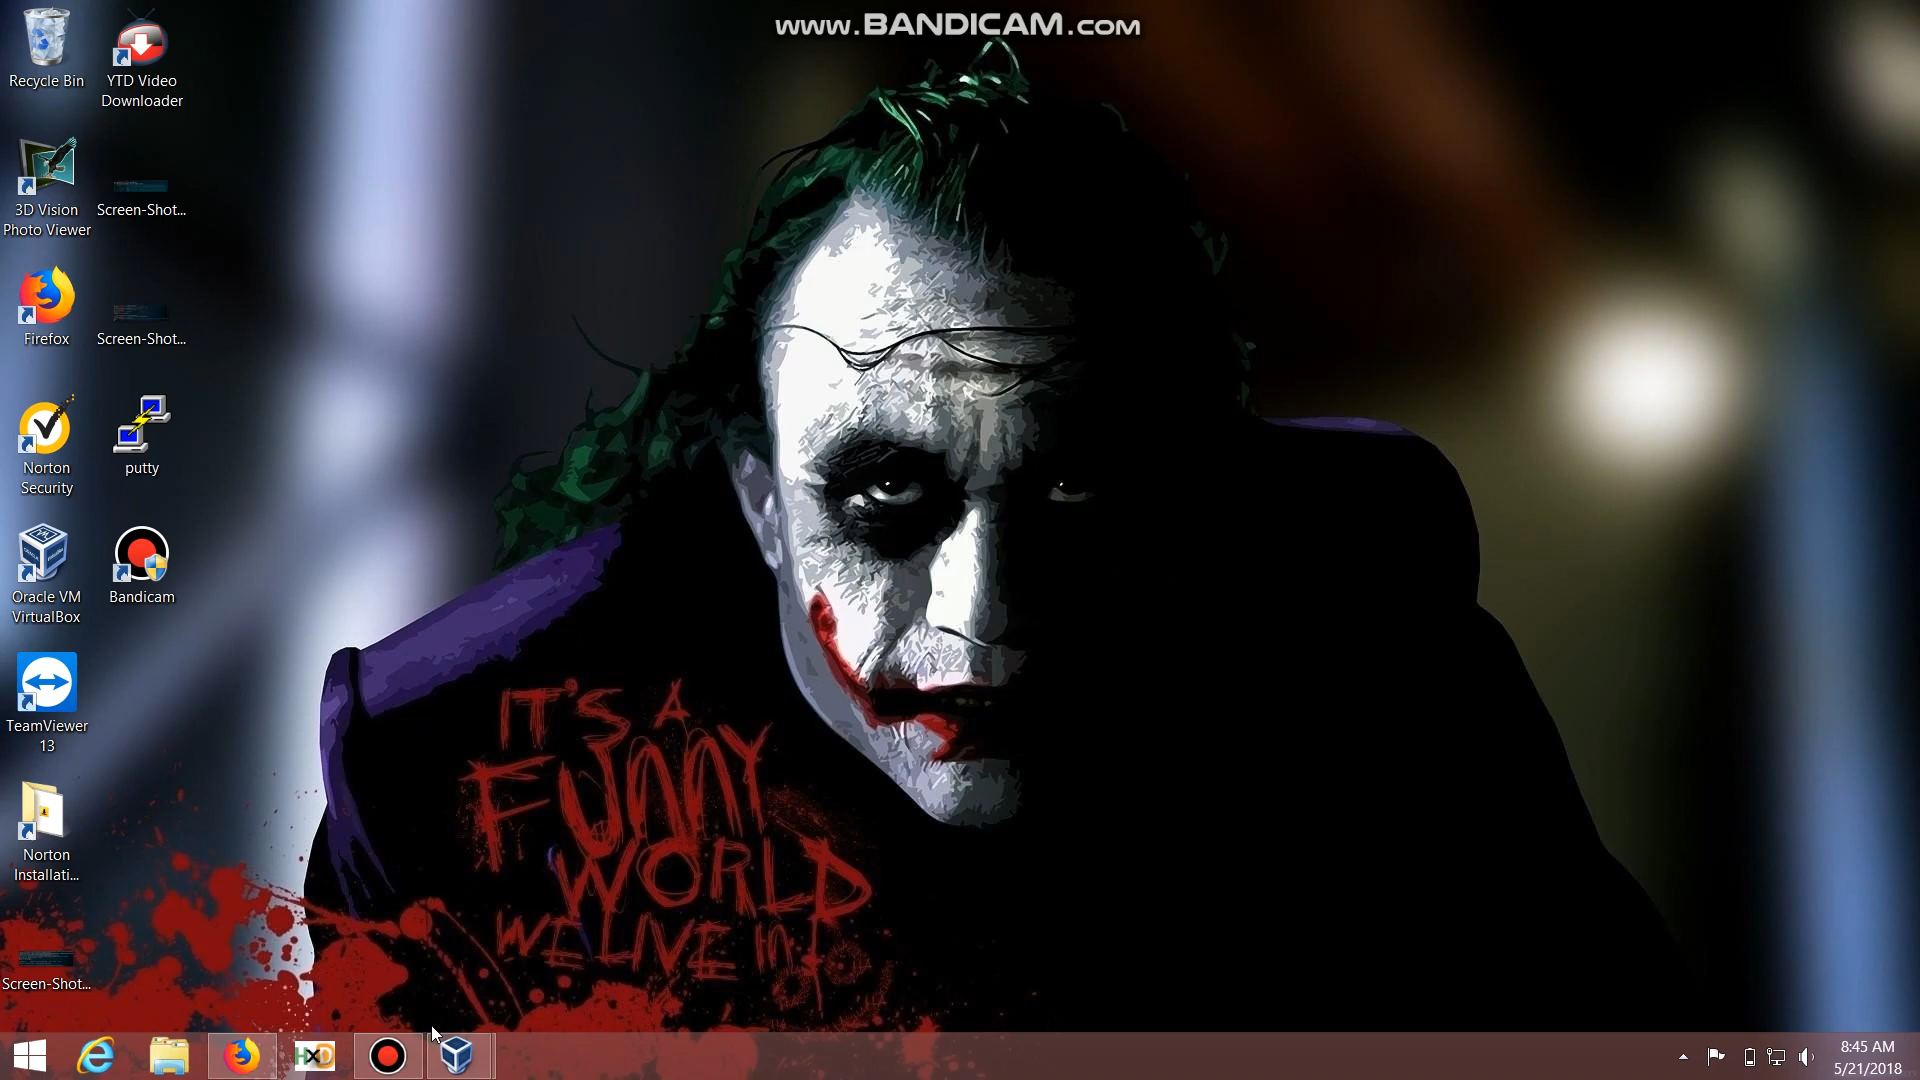 www.BANDICAM.com
Recycle Bin
YTD Video
Downloader
3D Vision
Photo Viewer
Screen-Shot...
Firefox
Screen-Shot...
Norton
Security
putty
Oracle VM
VirtualBox
Bandicam
TeamViewer
13
Norton
Installati...
Screen-Shot...
IT'S A
FUNNY
WORLD
WE LIVE IN
HXD
8:45 AM
5/21/2018